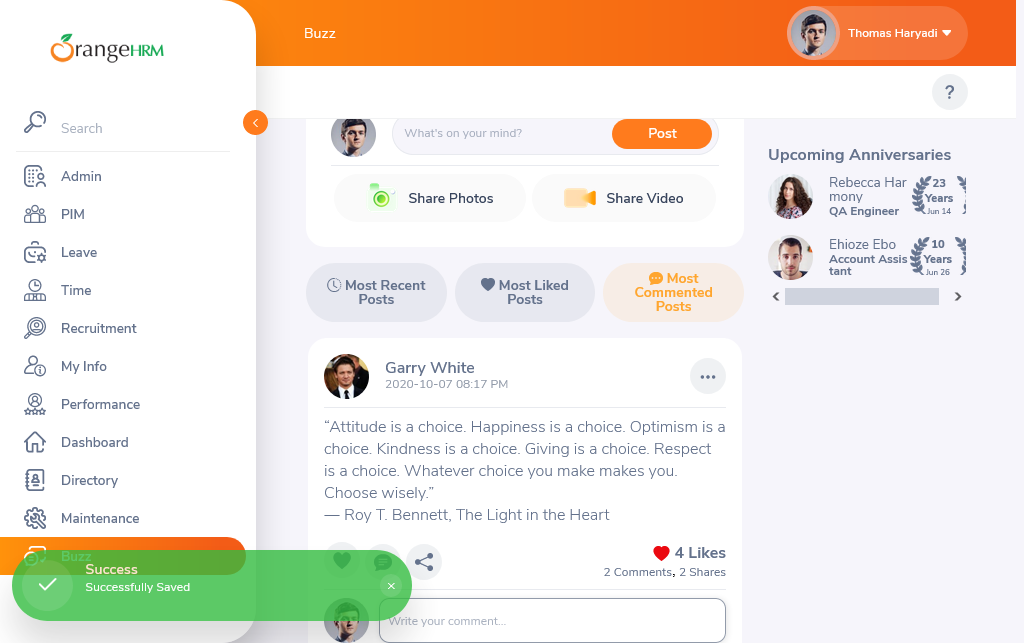 OrangeHRM
Buzz
Thomas Haryadi
?
Search
Admin
PIM
Leave
Time
Recruitment
My Info
Performance
Dashboard
Directory
Maintenance
Buzz
Success
Successfully Saved
What's on your mind?
Post
Share Photos
Share Video
Most Recent
Posts
Most Liked
Posts
Most
Commented
Posts
Garry White
2020-10-07 08:17 PM
“Attitude is a choice. Happiness is a choice. Optimism is a
choice. Kindness is a choice. Giving is a choice. Respect
is a choice. Whatever choice you make makes you.
Choose wisely.”
― Roy T. Bennett, The Light in the Heart
4 Likes
2 Comments, 2 Shares
Write your comment...
Upcoming Anniversaries
Rebecca Har
mony
QA Engineer
23
Years
Jun 14
Ehioze Ebo
Account Assis
tant
10
Years
Jun 26